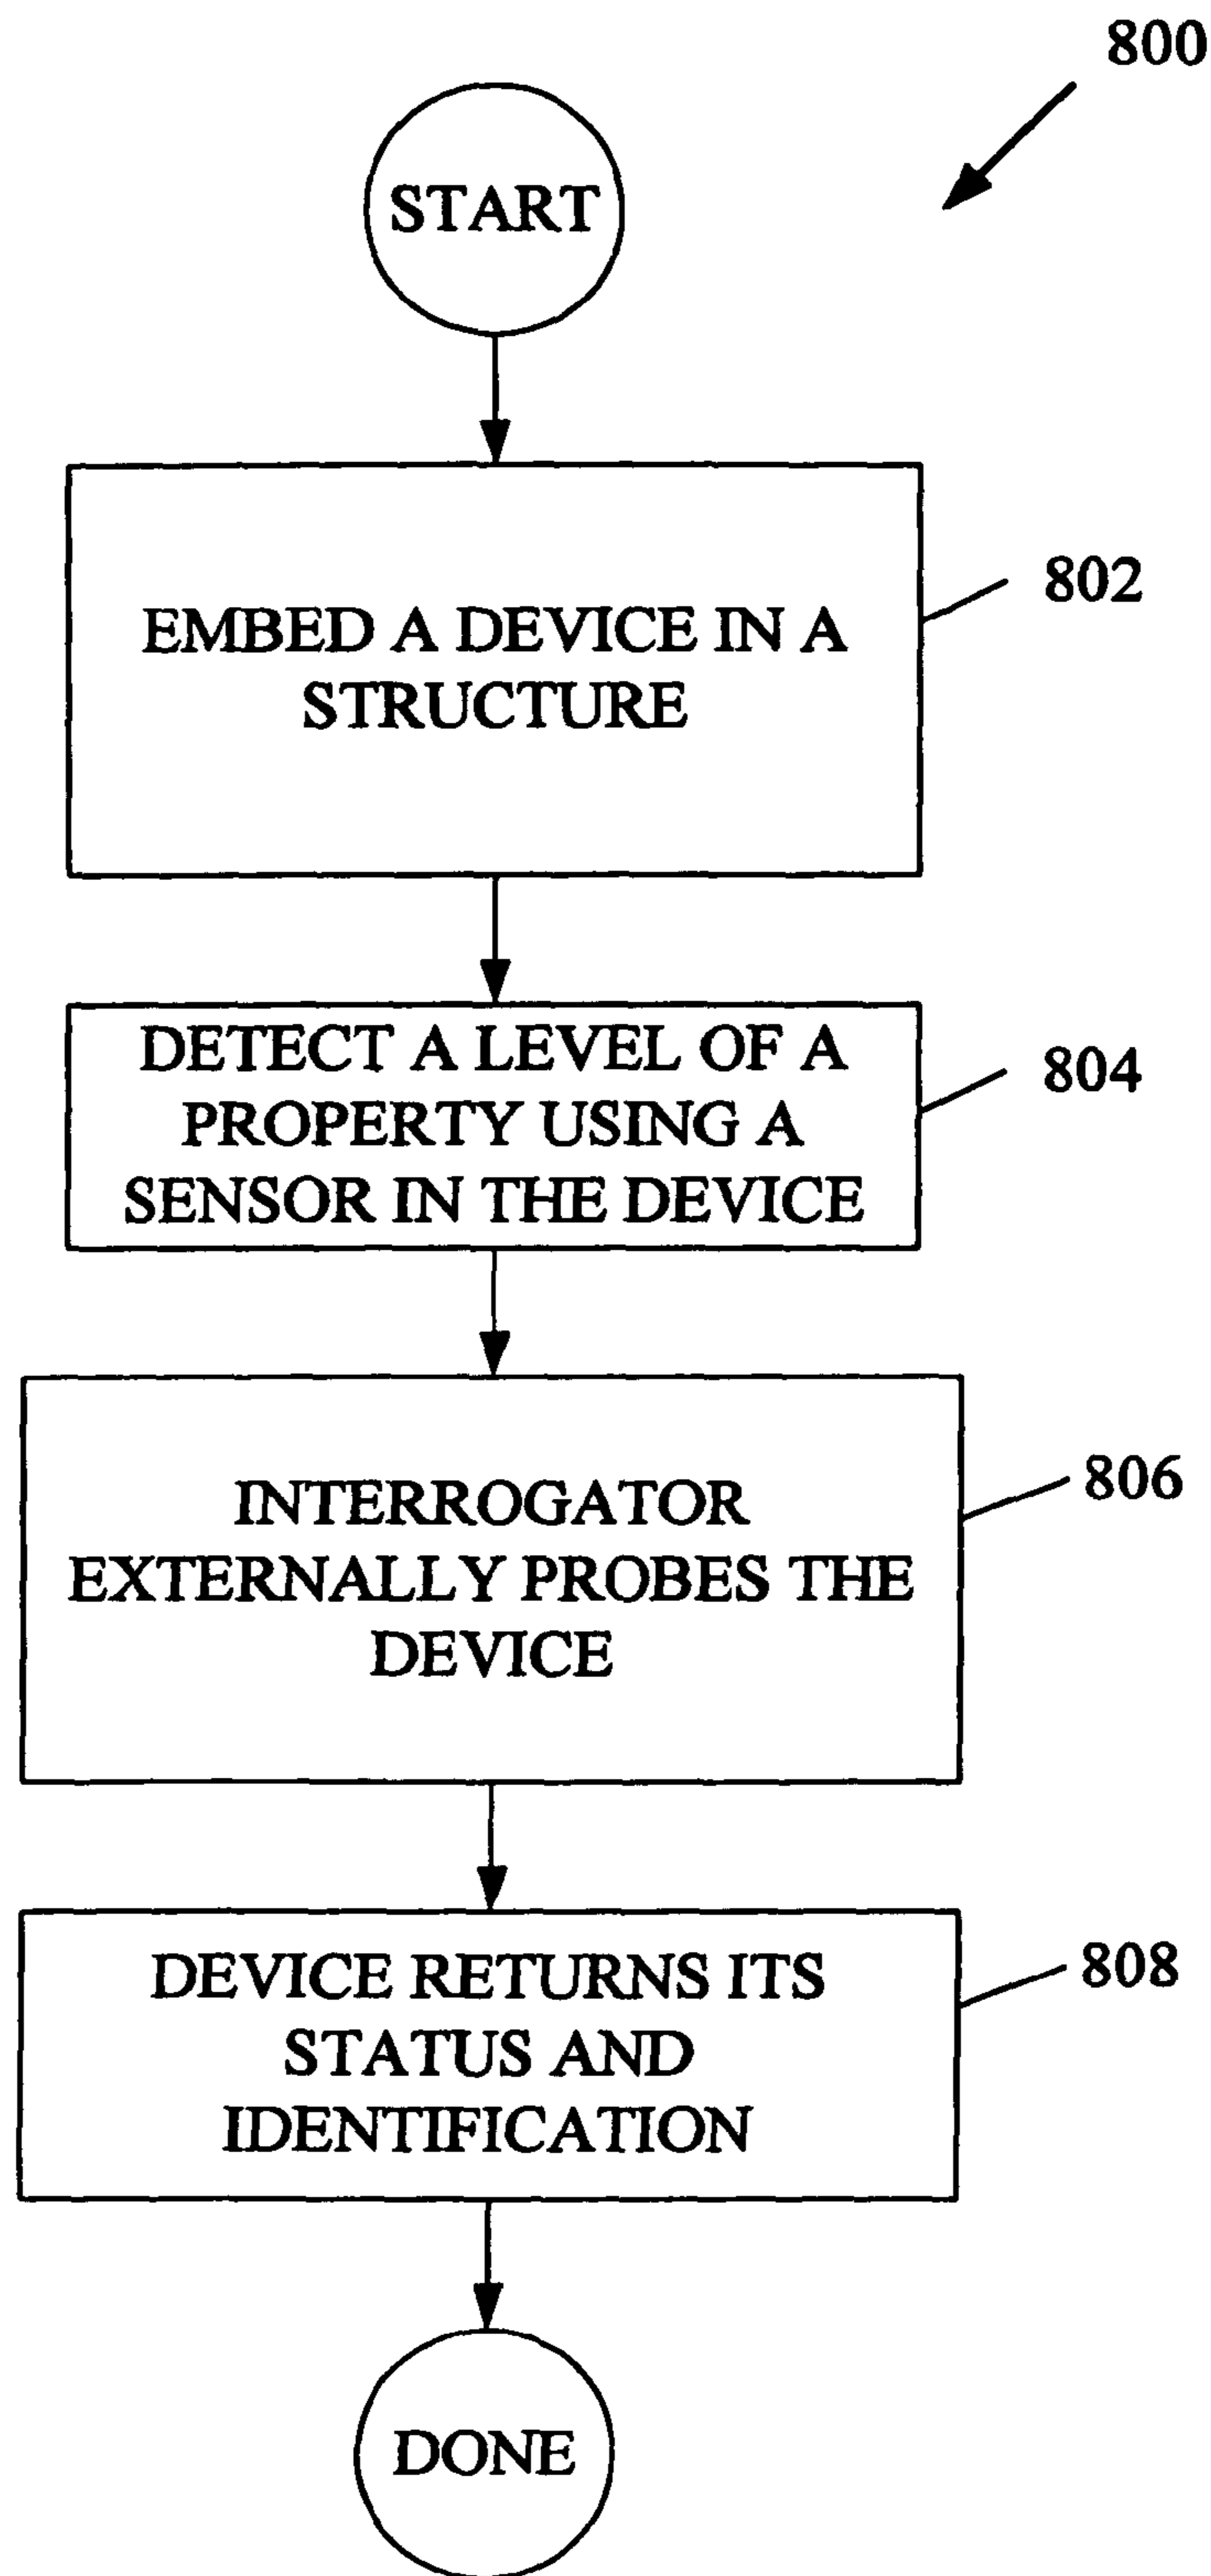 800
START
EMBED A DEVICE IN A
STRUCTURE
802
DETECT A LEVEL OF A
PROPERTY USING A
SENSOR IN THE DEVICE
804
INTERROGATOR
EXTERNALLY PROBES THE
DEVICE
806
DEVICE RETURNS ITS
STATUS AND
IDENTIFICATION
808
DONE